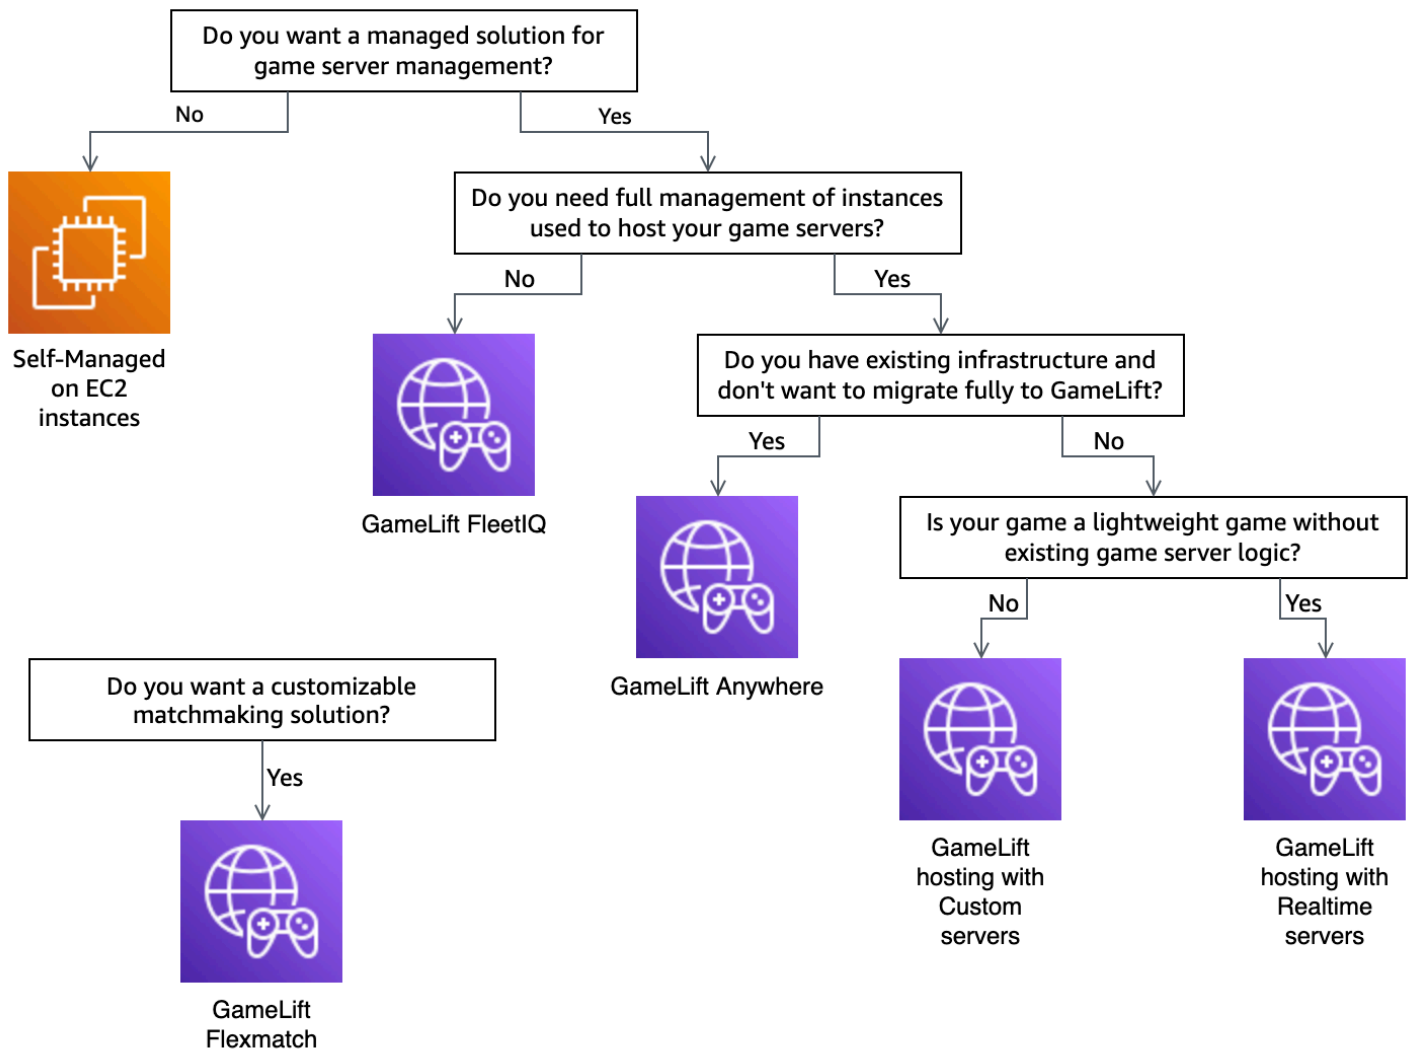 Do you want a managed solution for
game server management?
No
Yes
Do you need full management of instances
used to host your game servers?
Self-Managed
on EC2
instances
No
Yes
GameLift FleetIQ
Do you have existing infrastructure and
don't want to migrate fully to GameLift?
Yes
No
GameLift Anywhere
Is your game a lightweight game without
existing game server logic?
No
Yes
GameLift
hosting with
Custom
servers
GameLift
hosting with
Realtime
servers
Do you want a customizable
matchmaking solution?
Yes
GameLift
Flexmatch